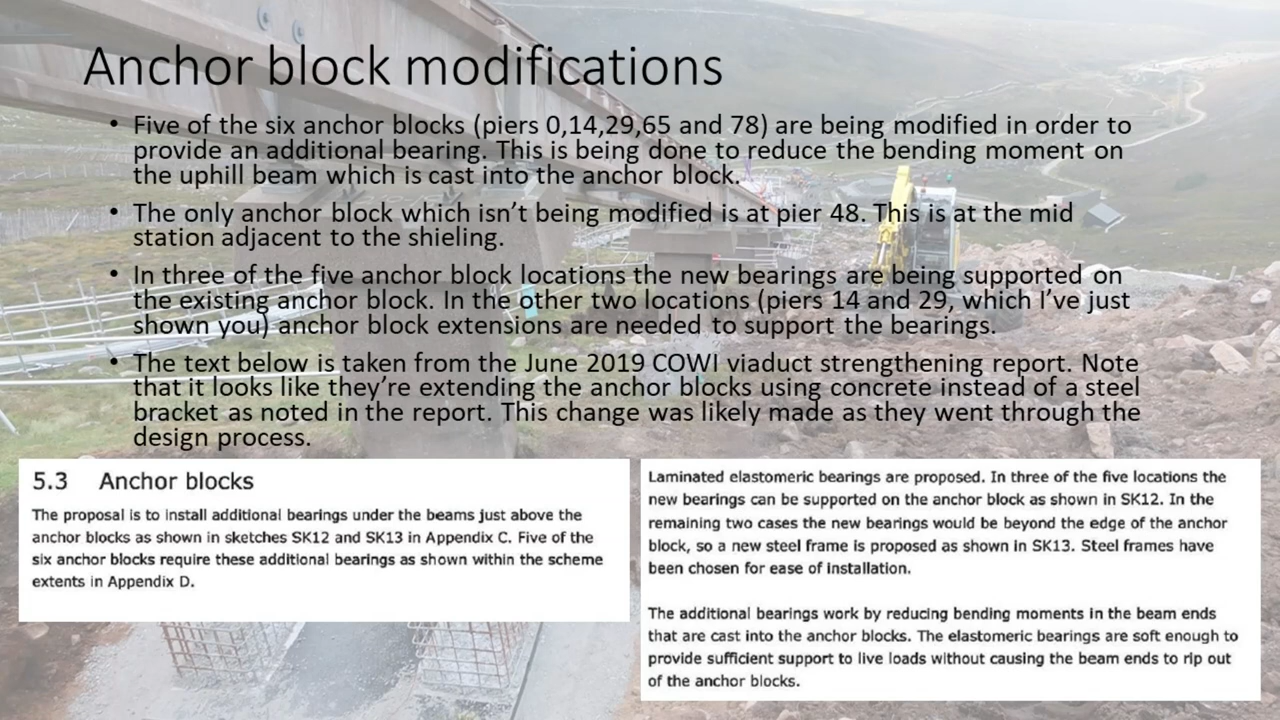 Anchor block modifications
• Five of the six anchor blocks (piers 0,14,29,65 and 78) are being modified in order to
provide an additional bearing. This is being done to reduce the bending moment on
the uphill beam which is cast into the anchor block.
• The only anchor block which isn’t being modified is at pier 48. This is at the mid
station adjacent to the shieling.
• In three of the five anchor block locations the new bearings are being supported on
the existing anchor block. In the other two locations (piers 14 and 29, which I’ve just
shown you) anchor block extensions are needed to support the bearings.
• The text below is taken from the June 2019 COWI viaduct strengthening report. Note
that it looks like they’re extending the anchor blocks using concrete instead of a steel
bracket as noted in the report. This change was likely made as they went through the
design process.
5.3 Anchor blocks
The proposal is to install additional bearings under the beams just above the
anchor blocks as shown in sketches SK12 and SK13 in Appendix C. Five of the
six anchor blocks require these additional bearings as shown within the scheme
extents in Appendix D.
Laminated elastomeric bearings are proposed. In three of the five locations the
new bearings can be supported on the anchor block as shown in SK12. In the
remaining two cases the new bearings would be beyond the edge of the anchor
block, so a new steel frame is proposed as shown in SK13. Steel frames have
been chosen for ease of installation.
The additional bearings work by reducing bending moments in the beam ends
that are cast into the anchor blocks. The elastomeric bearings are soft enough to
provide sufficient support to live loads without causing the beam ends to rip out
of the anchor blocks.